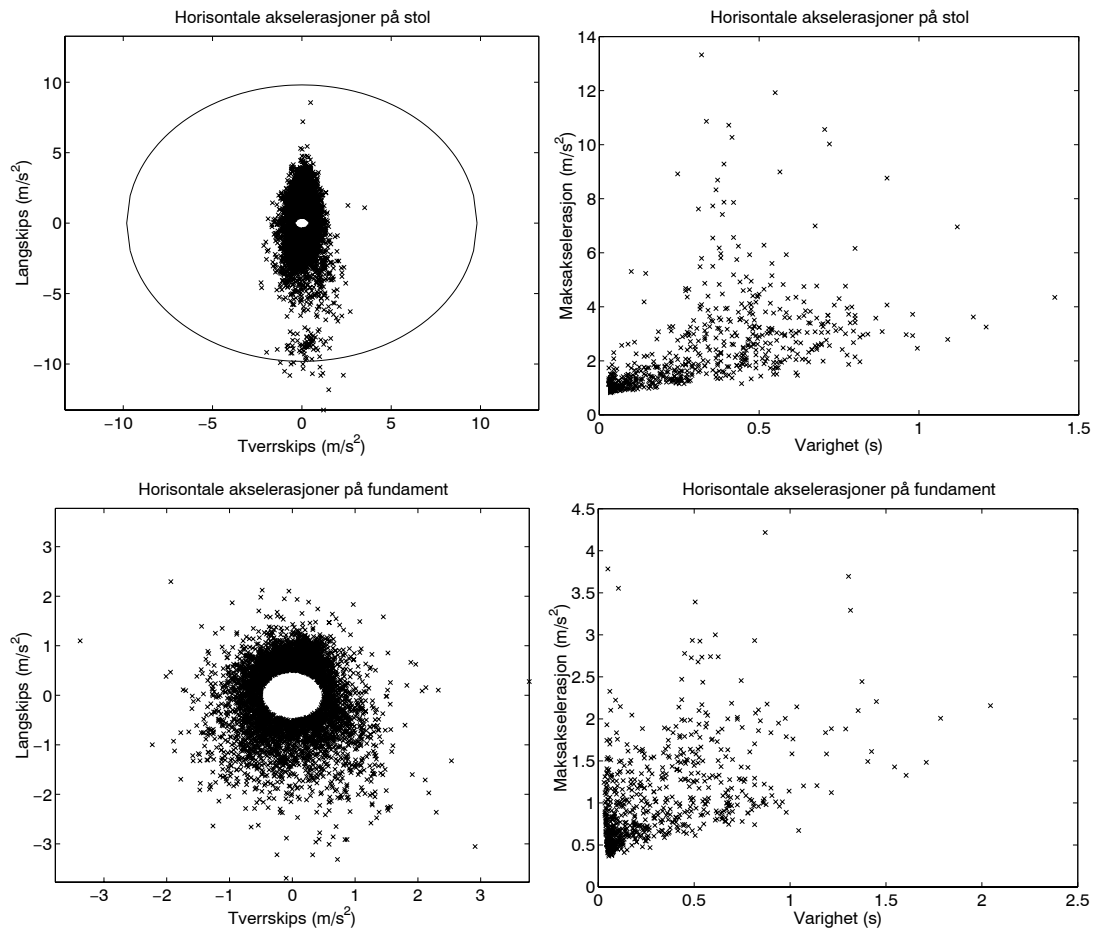 Horisontale akselerasjoner på stol
Langskips (m/s²)
10
5
0
−5
−10
−10 −5 0 5 10
Tverrskips (m/s²)
Horisontale akselerasjoner på stol
Maksakselerasjon (m/s²)
14
12
10
8
6
4
2
0
0 0.5 1 1.5
Varighet (s)
Horisontale akselerasjoner på fundament
Langskips (m/s²)
3
2
1
0
−1
−2
−3
−3 −2 −1 0 1 2 3
Tverrskips (m/s²)
Horisontale akselerasjoner på fundament
Maksakselerasjon (m/s²)
4.5
4
3.5
3
2.5
2
1.5
1
0.5
0
0 0.5 1 1.5 2 2.5
Varighet (s)